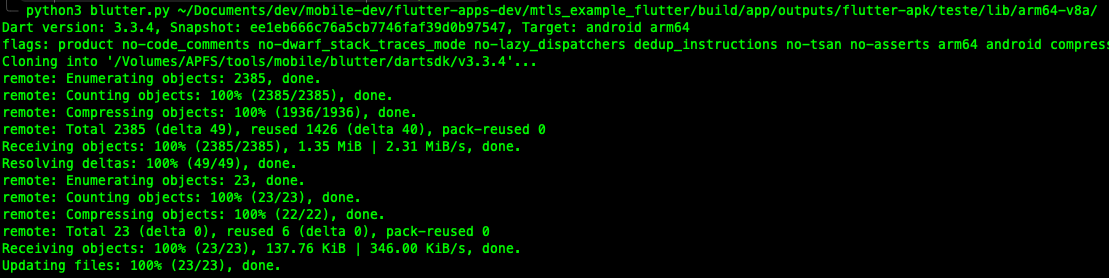 python3 blutter.py ~/Documents/dev/mobile-dev/flutter-apps-dev/mtls_example_flutter/build/app/outputs/flutter-apk/teste/lib/arm64-v8a/
Dart version: 3.3.4, Snapshot: ee1eb666c76a5cb7746faf39d0b97547, Target: android arm64
flags: product no-code_comments no-dwarf_stack_traces_mode no-lazy_dispatchers dedup_instructions no-tsan no-asserts arm64 android compress
Cloning into '/Volumes/APFS/tools/mobile/blutter/dartsdk/v3.3.4'...
remote: Enumerating objects: 2385, done.
remote: Counting objects: 100% (2385/2385), done.
remote: Compressing objects: 100% (1936/1936), done.
remote: Total 2385 (delta 49), reused 1426 (delta 40), pack-reused 0
Receiving objects: 100% (2385/2385), 1.35 MiB | 2.31 MiB/s, done.
Resolving deltas: 100% (49/49), done.
remote: Enumerating objects: 23, done.
remote: Counting objects: 100% (23/23), done.
remote: Compressing objects: 100% (22/22), done.
remote: Total 23 (delta 0), reused 6 (delta 0), pack-reused 0
Receiving objects: 100% (23/23), 137.76 KiB | 346.00 KiB/s, done.
Updating files: 100% (23/23), done.